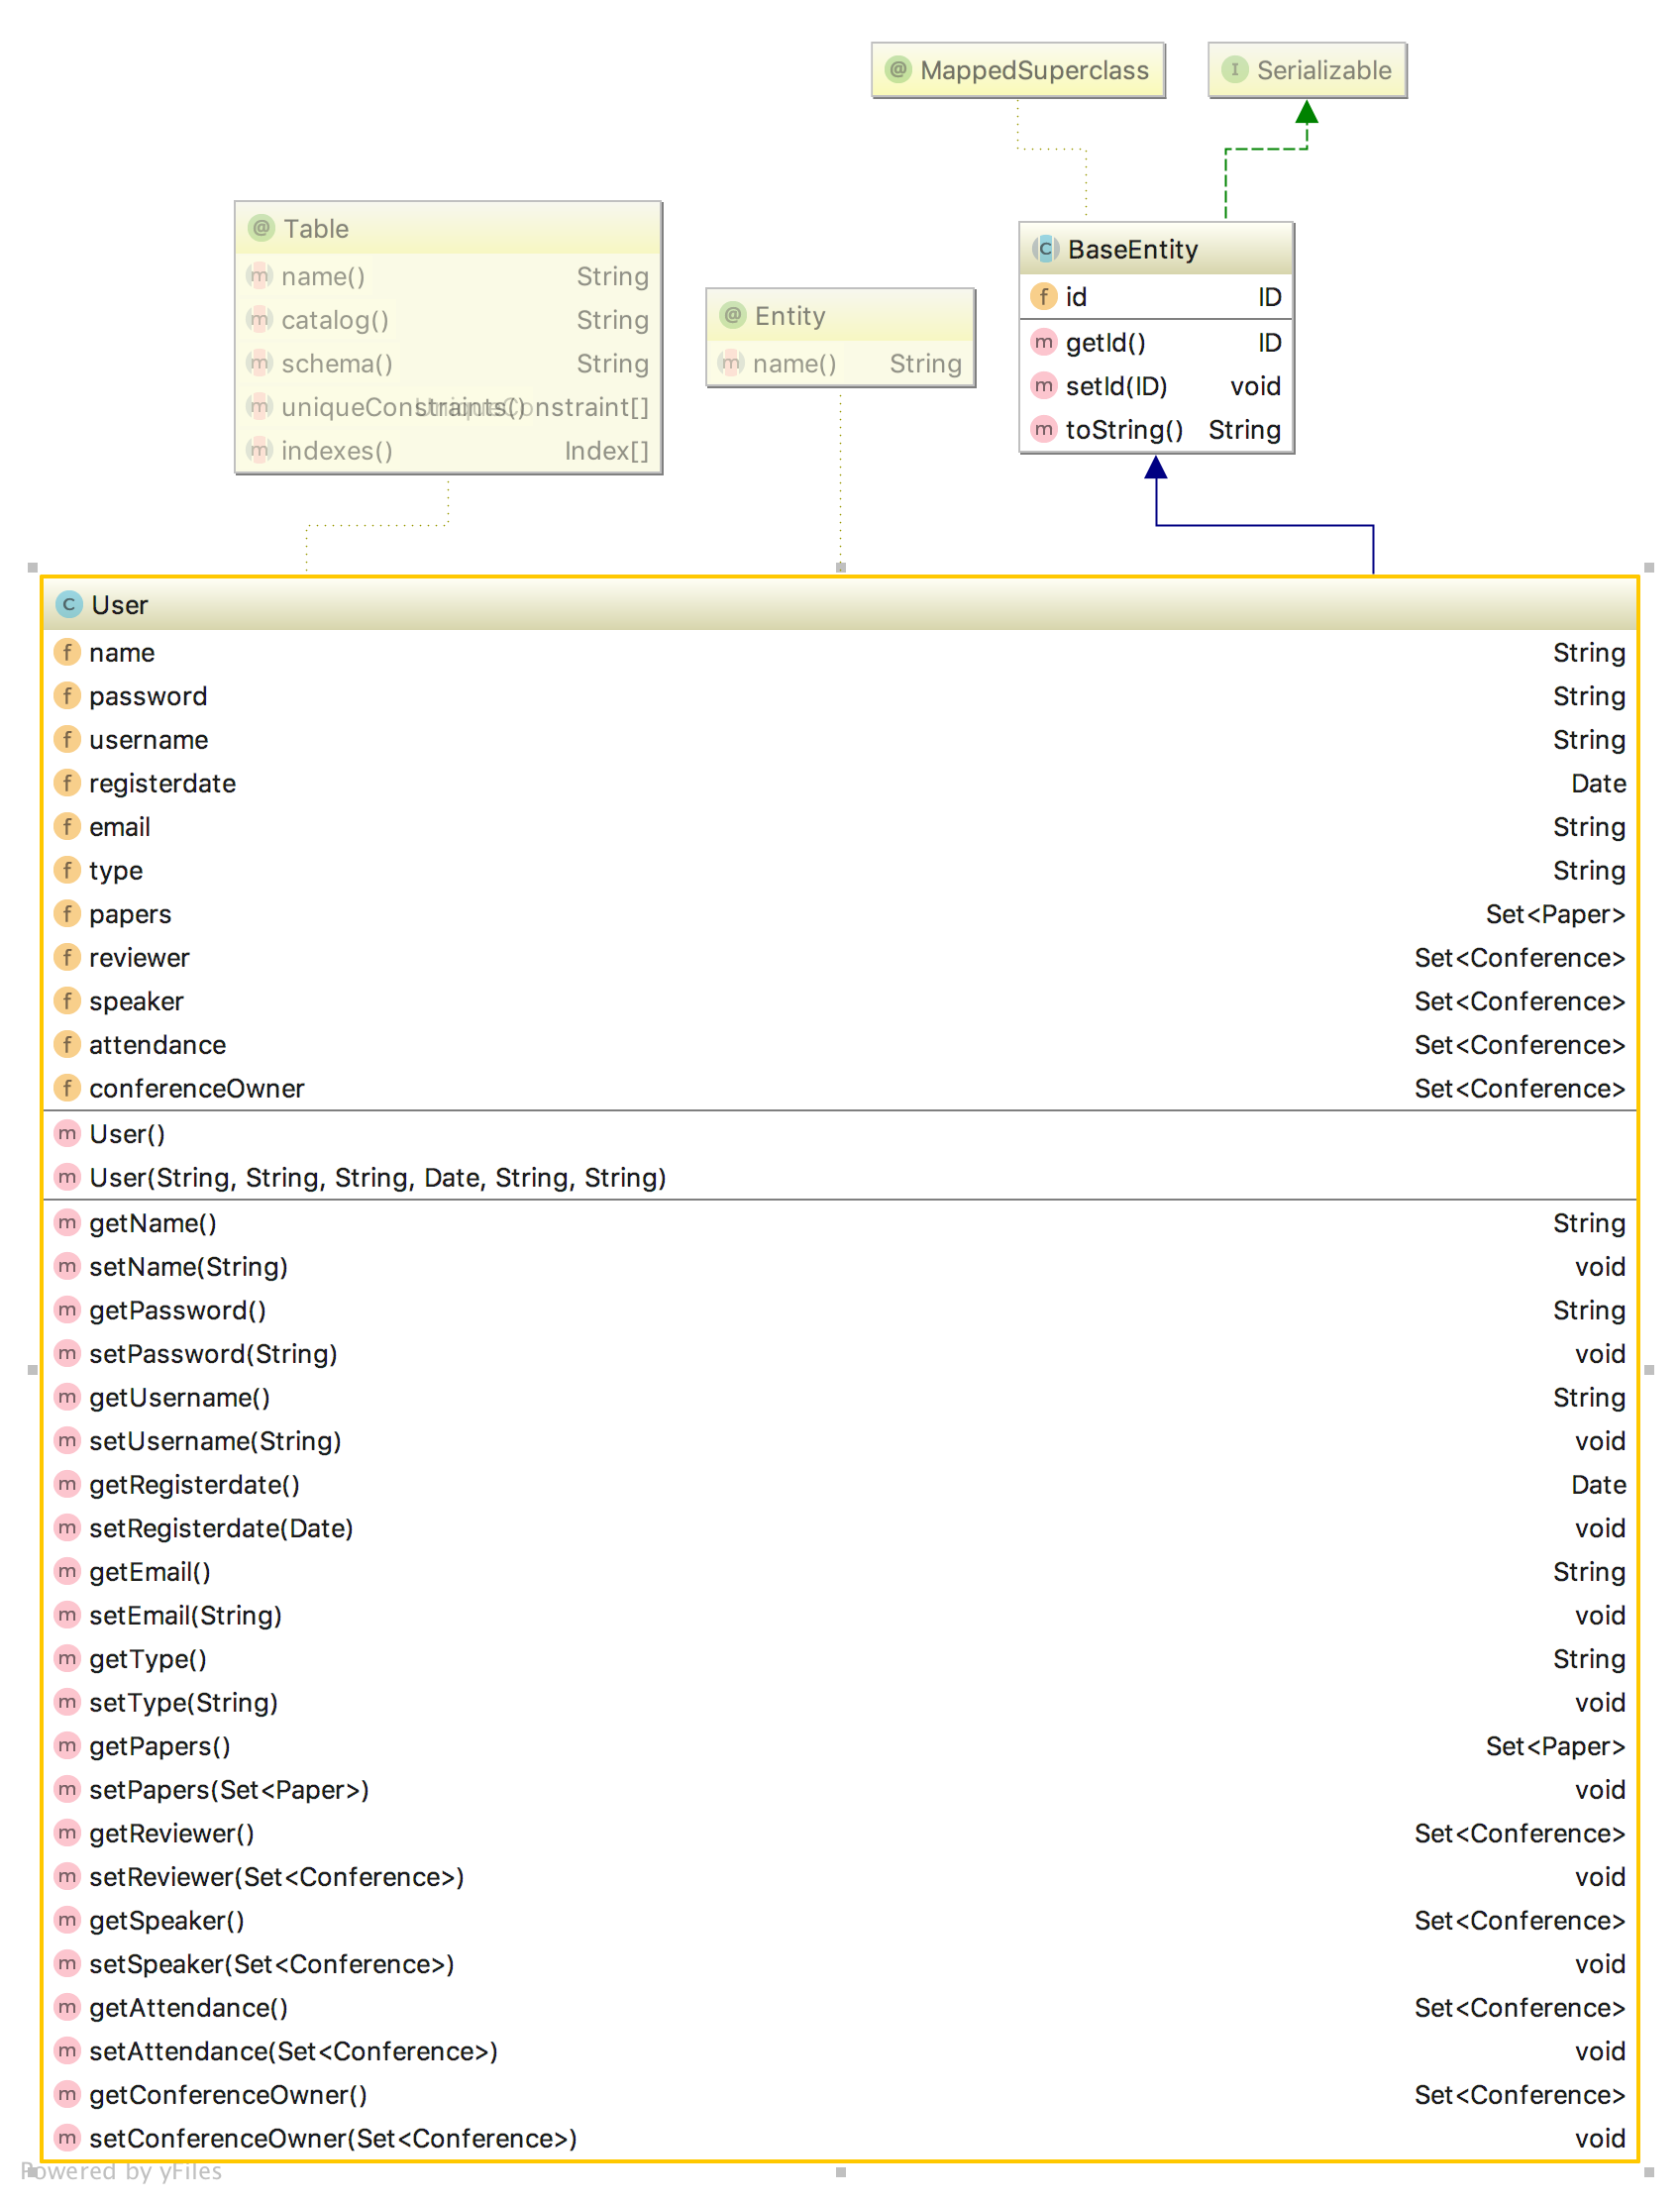 @ MappedSuperclass
I Serializable
@ Table
m name() String
m catalog() String
m schema() String
m uniqueConstraints() UniqueConstraint[]
m indexes() Index[]
@ Entity
m name() String
C BaseEntity
f id ID
m getId() ID
m setId(ID) void
m toString() String
C User
f name String
f password String
f username String
f registerdate Date
f email String
f type String
f papers Set<Paper>
f reviewer Set<Conference>
f speaker Set<Conference>
f attendance Set<Conference>
f conferenceOwner Set<Conference>
m User()
m User(String, String, String, Date, String, String)
m getName() String
m setName(String) void
m getPassword() String
m setPassword(String) void
m getUsername() String
m setUsername(String) void
m getRegisterdate() Date
m setRegisterdate(Date) void
m getEmail() String
m setEmail(String) void
m getType() String
m setType(String) void
m getPapers() Set<Paper>
m setPapers(Set<Paper>) void
m getReviewer() Set<Conference>
m setReviewer(Set<Conference>) void
m getSpeaker() Set<Conference>
m setSpeaker(Set<Conference>) void
m getAttendance() Set<Conference>
m setAttendance(Set<Conference>) void
m getConferenceOwner() Set<Conference>
m setConferenceOwner(Set<Conference>) void
Powered by yFiles